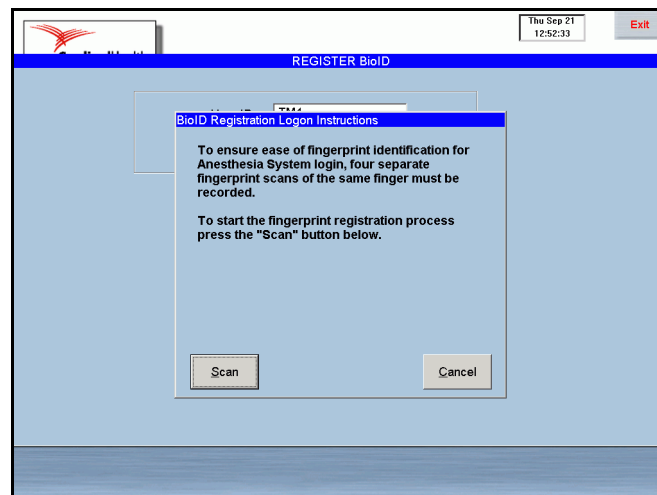 Thu Sep 21
12:52:33
Exit
REGISTER BioID
BioID Registration Logon Instructions
To ensure ease of fingerprint identification for
Anesthesia System login, four separate
fingerprint scans of the same finger must be
recorded.
To start the fingerprint registration process
press the "Scan" button below.
Scan
Cancel